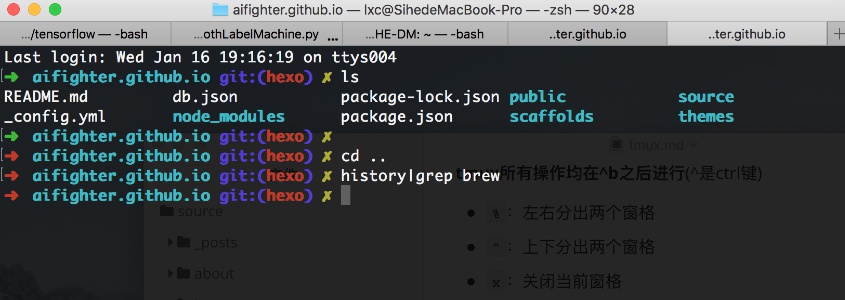 aifighter.github.io — lxc@SihedeMacBook-Pro — -zsh — 90×28
.../tensorflow — -bash ...othLabelMachine.py ... ...HE-DM: ~ — -bash ..ter.github.io ..ter.github.io +
Last login: Wed Jan 16 19:16:19 on ttys004
[➜ aifighter.github.io git:(hexo) ✗ ls
README.md db.json package-lock.json public source
_config.yml node_modules package.json scaffolds themes
➜ aifighter.github.io git:(hexo) ✗
[➜ aifighter.github.io git:(hexo) ✗ cd ..
[➜ aifighter.github.io git:(hexo) ✗ history|grep brew
➜ aifighter.github.io git:(hexo) ✗
tmux.md
所有操作均在^b之后进行(^是ctrl键)
source
% : 左右分出两个窗格
_posts
" : 上下分出两个窗格
about
x : 关闭当前窗格